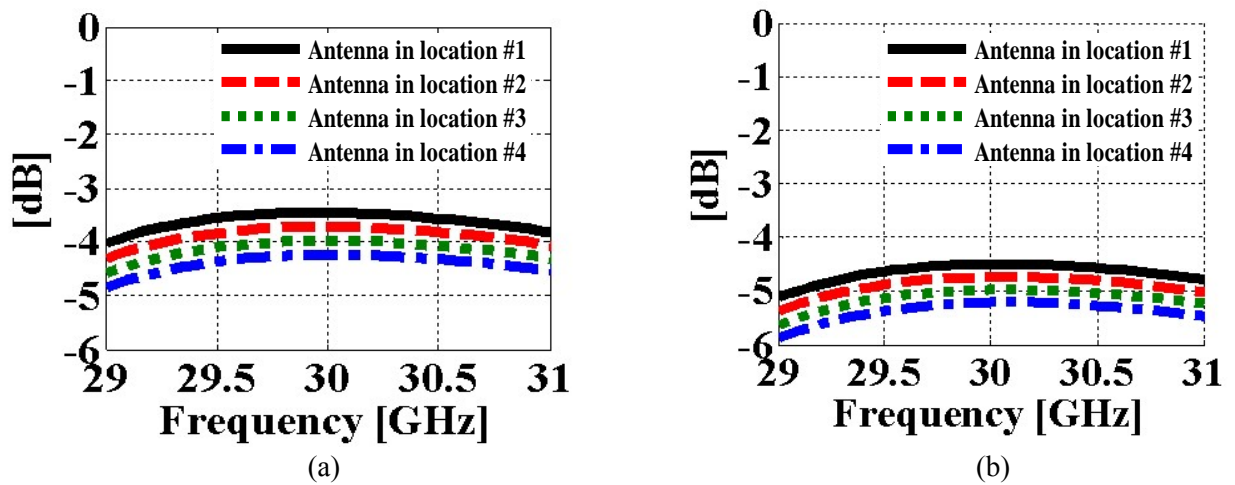 0
-1
-2
-3
-4
-5
-6
[dB]
Antenna in location #1
Antenna in location #2
Antenna in location #3
Antenna in location #4
29 29.5 30 30.5 31
Frequency [GHz]
(a)
0
-1
-2
-3
-4
-5
-6
[dB]
Antenna in location #1
Antenna in location #2
Antenna in location #3
Antenna in location #4
29 29.5 30 30.5 31
Frequency [GHz]
(b)